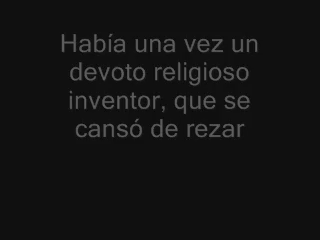 Había una vez un
devoto religioso
inventor, que se
cansó de rezar